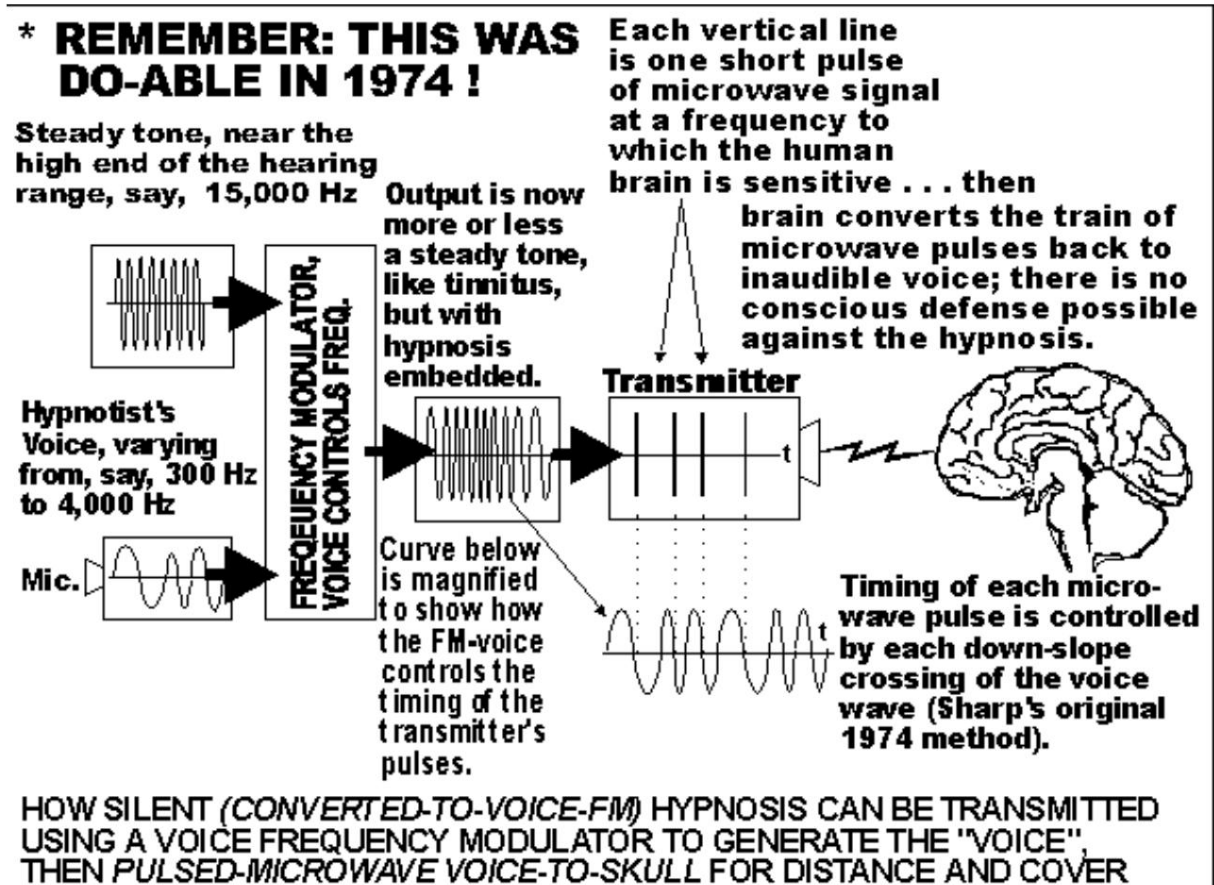 * REMEMBER: THIS WAS
DO-ABLE IN 1974 !
Steady tone, near the
high end of the hearing
range, say, 15,000 Hz
Each vertical line
is one short pulse
of microwave signal
at a frequency to
which the human
brain is sensitive . . . then
Output is now
more or less
a steady tone,
like tinnitus,
but with
hypnosis
embedded.
brain converts the train of
microwave pulses back to
inaudible voice; there is no
conscious defense possible
against the hypnosis.
FREQEUENCY MODULATOR,
VOICE CONTROLS FREQ.
Transmitter
t
Hypnotist's
Voice, varying
from, say, 300 Hz
to 4,000 Hz
Mic.
Curve below
is magnified
to show how
the FM-voice
controls the
timing of the
transmitter's
pulses.
t
Timing of each micro-
wave pulse is controlled
by each down-slope
crossing of the voice
wave (Sharp's original
1974 method).
HOW SILENT (CONVERTED-TO-VOICE-FM) HYPNOSIS CAN BE TRANSMITTED
USING A VOICE FREQUENCY MODULATOR TO GENERATE THE "VOICE",
THEN PULSED-MICROWAVE VOICE-TO-SKULL FOR DISTANCE AND COVER